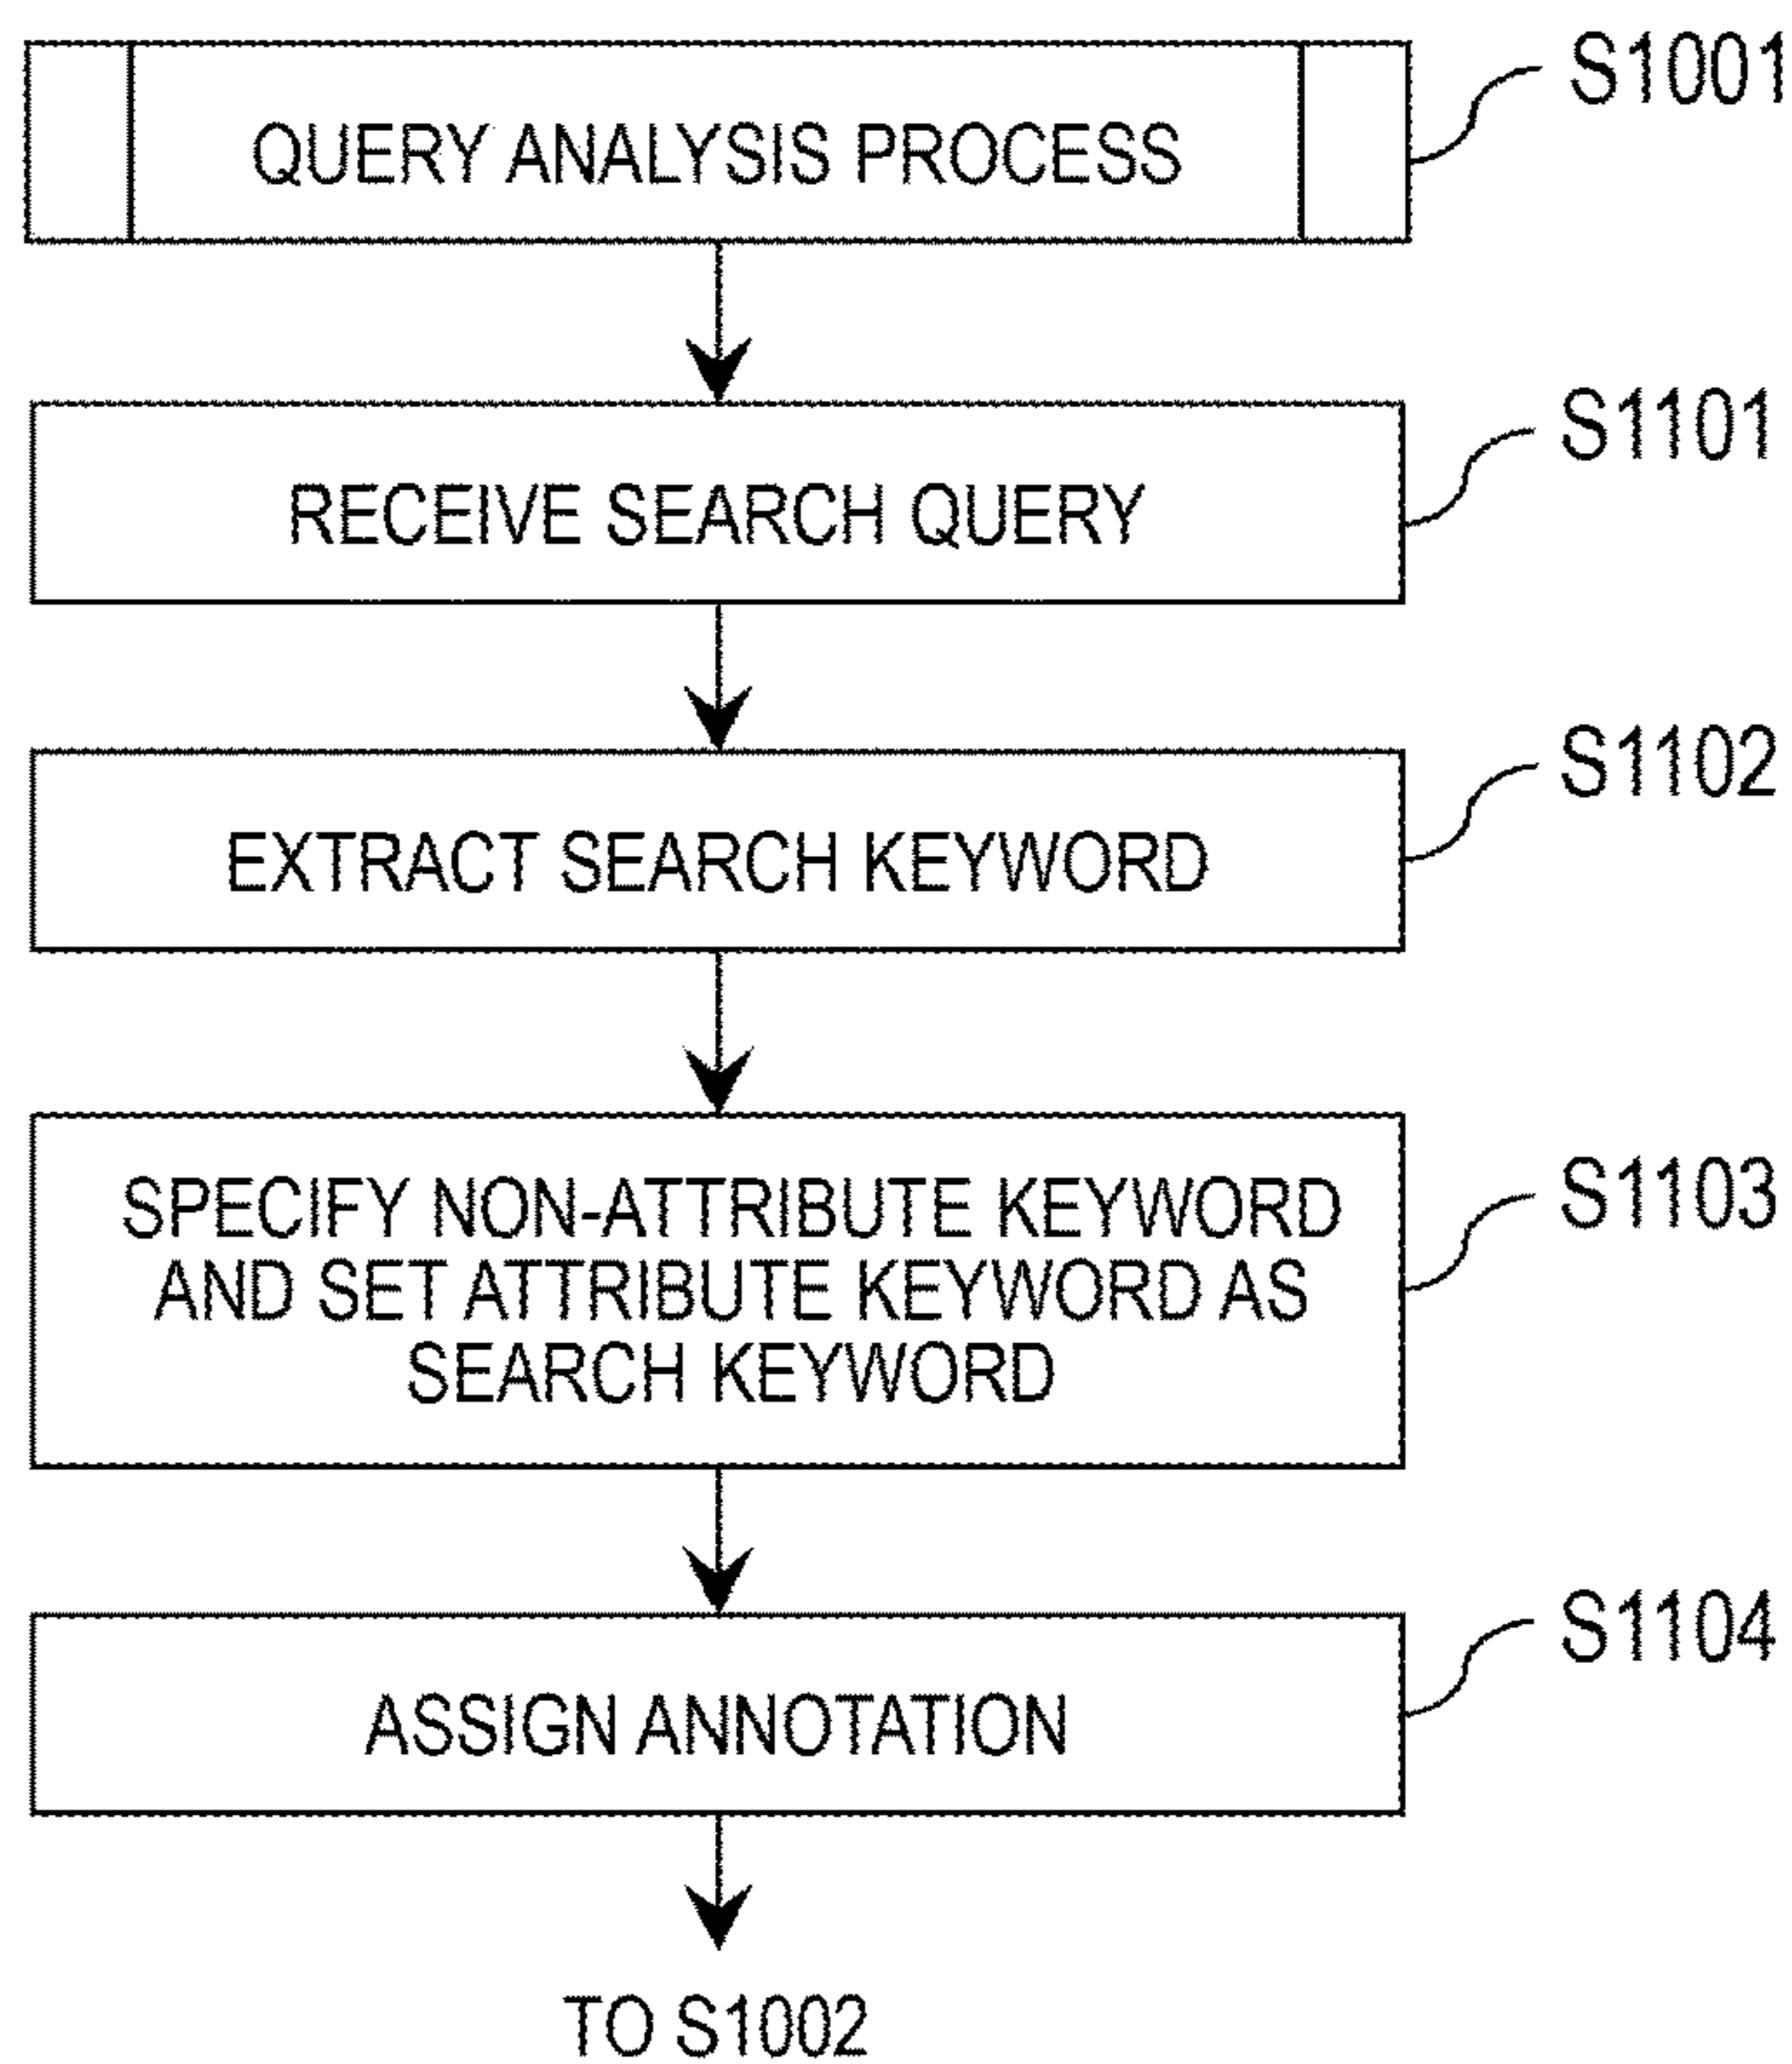 S1001
QUERY ANALYSIS PROCESS
S1101
RECEIVE SEARCH QUERY
S1102
EXTRACT SEARCH KEYWORD
S1103
SPECIFY NON-ATTRIBUTE KEYWORD
AND SET ATTRIBUTE KEYWORD AS
SEARCH KEYWORD
S1104
ASSIGN ANNOTATION
TO S1002